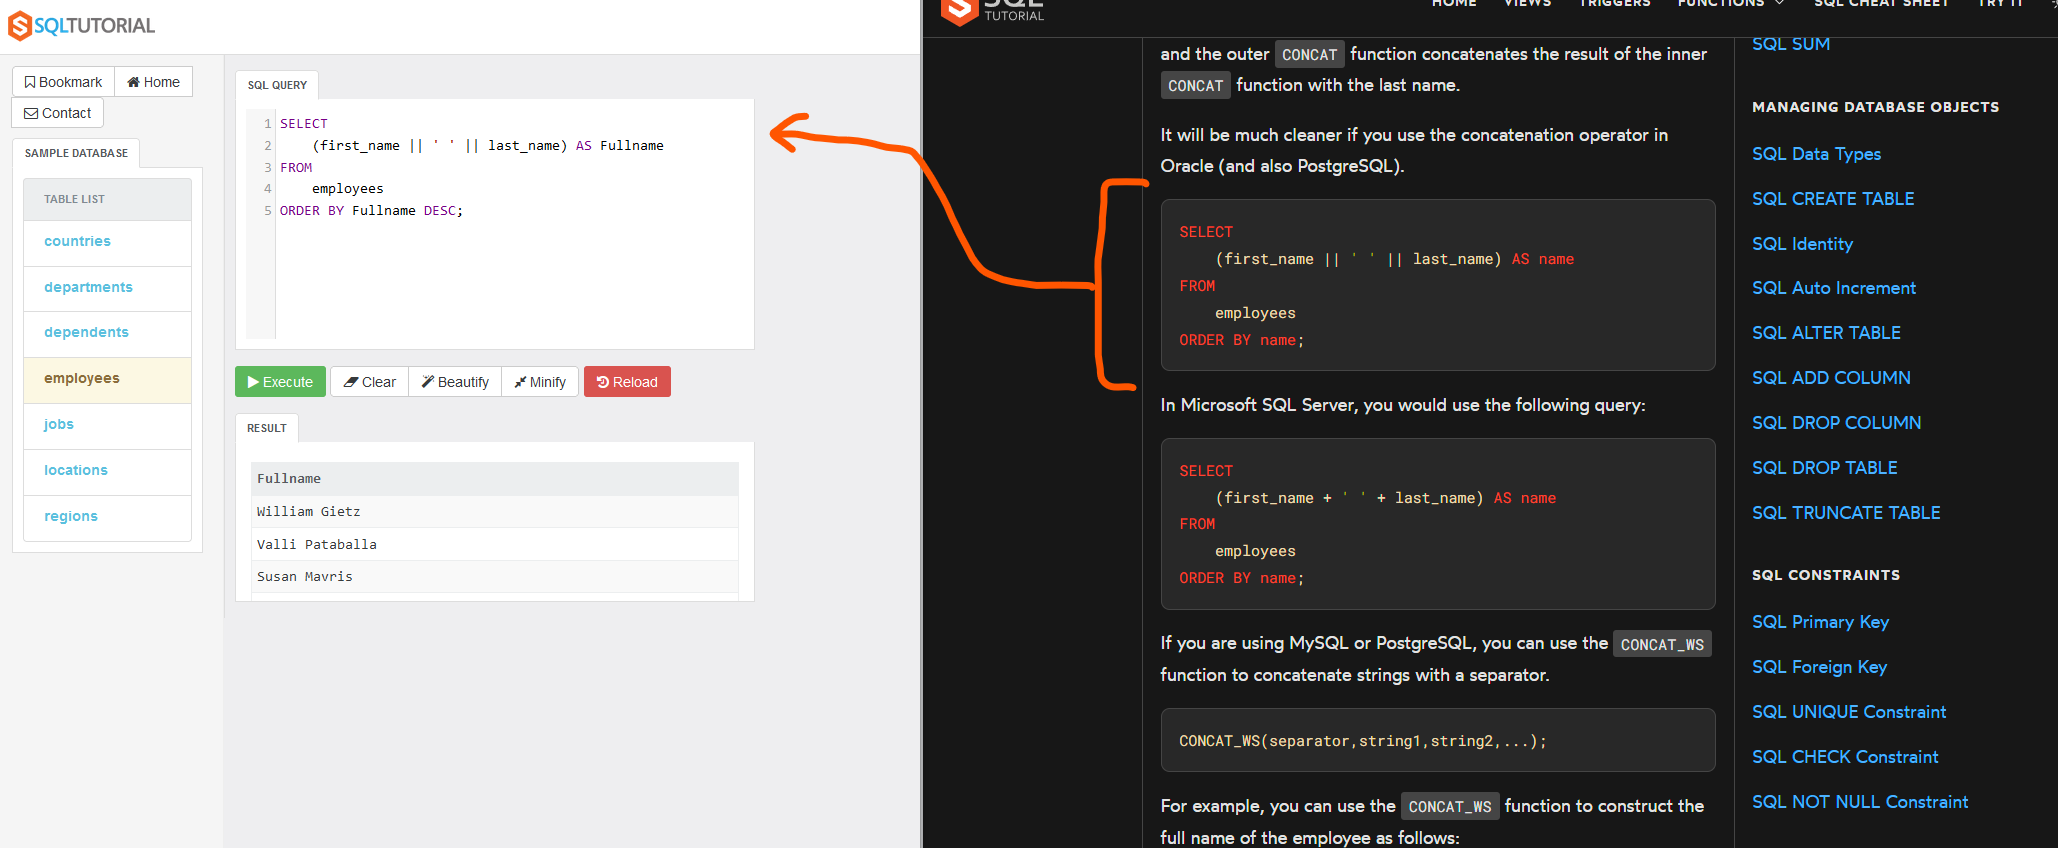 SQLTUTORIAL
Bookmark
Home
Contact
SAMPLE DATABASE
TABLE LIST
countries
departments
dependents
employees
jobs
locations
regions
SQL QUERY
1 SELECT
2     (first_name || ' ' || last_name) AS Fullname
3 FROM
4     employees
5 ORDER BY Fullname DESC;
Execute
Clear
Beautify
Minify
Reload
RESULT
Fullname
William Gietz
Valli Pataballa
Susan Mavris
SQL
TUTORIAL
HOME
VIEWS
TRIGGERS
FUNCTIONS
SQL CHEAT SHEET
TRY IT
and the outer CONCAT function concatenates the result of the inner
CONCAT function with the last name.
It will be much cleaner if you use the concatenation operator in
Oracle (and also PostgreSQL).
SELECT
    (first_name || ' ' || last_name) AS name
FROM
    employees
ORDER BY name;
In Microsoft SQL Server, you would use the following query:
SELECT
    (first_name + ' ' + last_name) AS name
FROM
    employees
ORDER BY name;
If you are using MySQL or PostgreSQL, you can use the CONCAT_WS
function to concatenate strings with a separator.
CONCAT_WS(separator,string1,string2,...);
For example, you can use the CONCAT_WS function to construct the
full name of the employee as follows:
SQL SUM
MANAGING DATABASE OBJECTS
SQL Data Types
SQL CREATE TABLE
SQL Identity
SQL Auto Increment
SQL ALTER TABLE
SQL ADD COLUMN
SQL DROP COLUMN
SQL DROP TABLE
SQL TRUNCATE TABLE
SQL CONSTRAINTS
SQL Primary Key
SQL Foreign Key
SQL UNIQUE Constraint
SQL CHECK Constraint
SQL NOT NULL Constraint